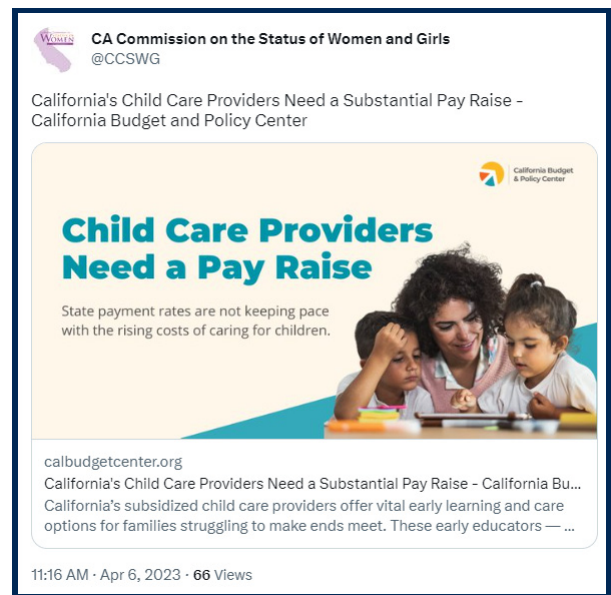 WOMEN
CA Commission on the Status of Women and Girls
@CCSWG
California's Child Care Providers Need a Substantial Pay Raise -
California Budget and Policy Center
California Budget
& Policy Center
Child Care Providers
Need a Pay Raise
State payment rates are not keeping pace
with the rising costs of caring for children.
calbudgetcenter.org
California's Child Care Providers Need a Substantial Pay Raise - California Bu...
California’s subsidized child care providers offer vital early learning and care
options for families struggling to make ends meet. These early educators — ...
11:16 AM · Apr 6, 2023 · 66 Views